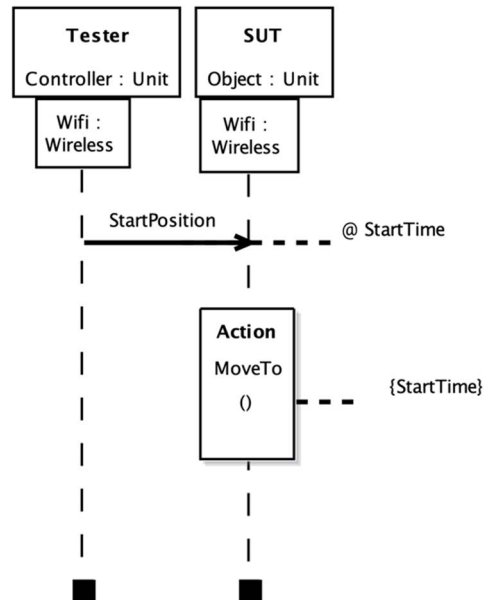 Tester
Controller : Unit
SUT
Object : Unit
Wifi :
Wireless
Wifi :
Wireless
StartPosition
@ StartTime
Action
MoveTo
()
{StartTime}